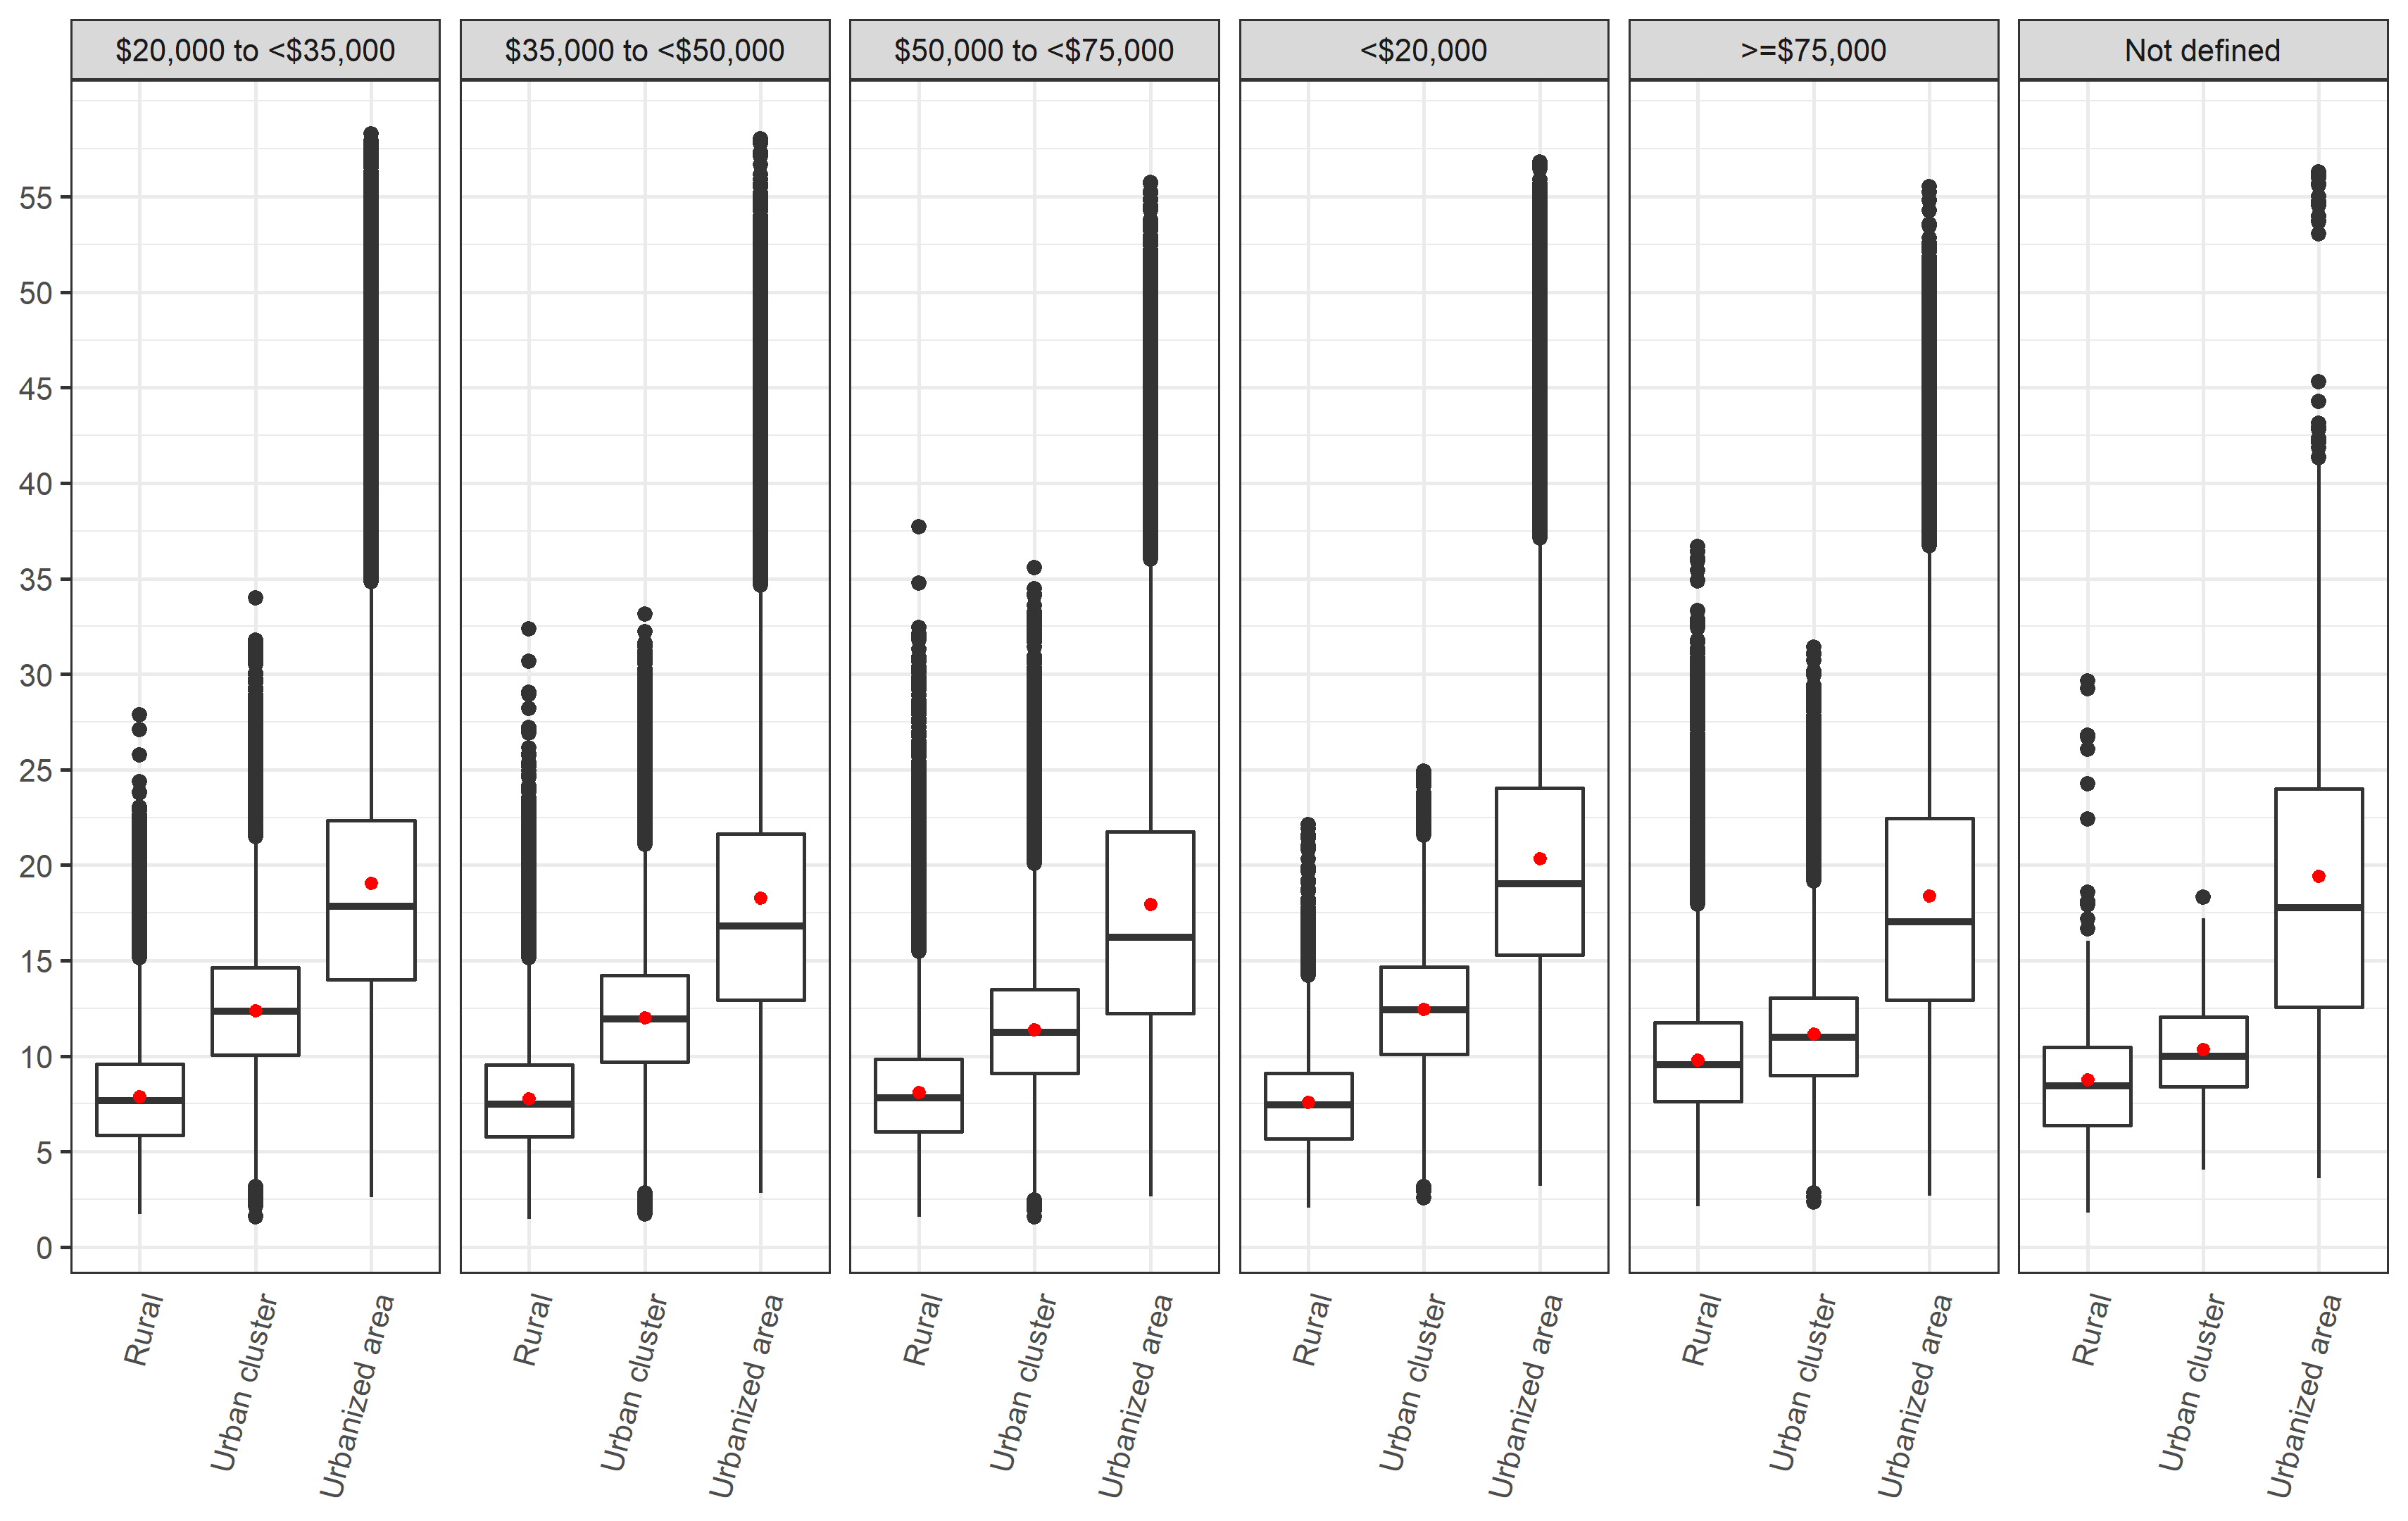 $20,000 to <$35,000
$35,000 to <$50,000
$50,000 to <$75,000
<$20,000
>=$75,000
Not defined
55
50
45
40
35
30
25
20
15
10
5
0
Rural
Urban cluster
Urbanized area
Rural
Urban cluster
Urbanized area
Rural
Urban cluster
Urbanized area
Rural
Urban cluster
Urbanized area
Rural
Urban cluster
Urbanized area
Rural
Urban cluster
Urbanized area